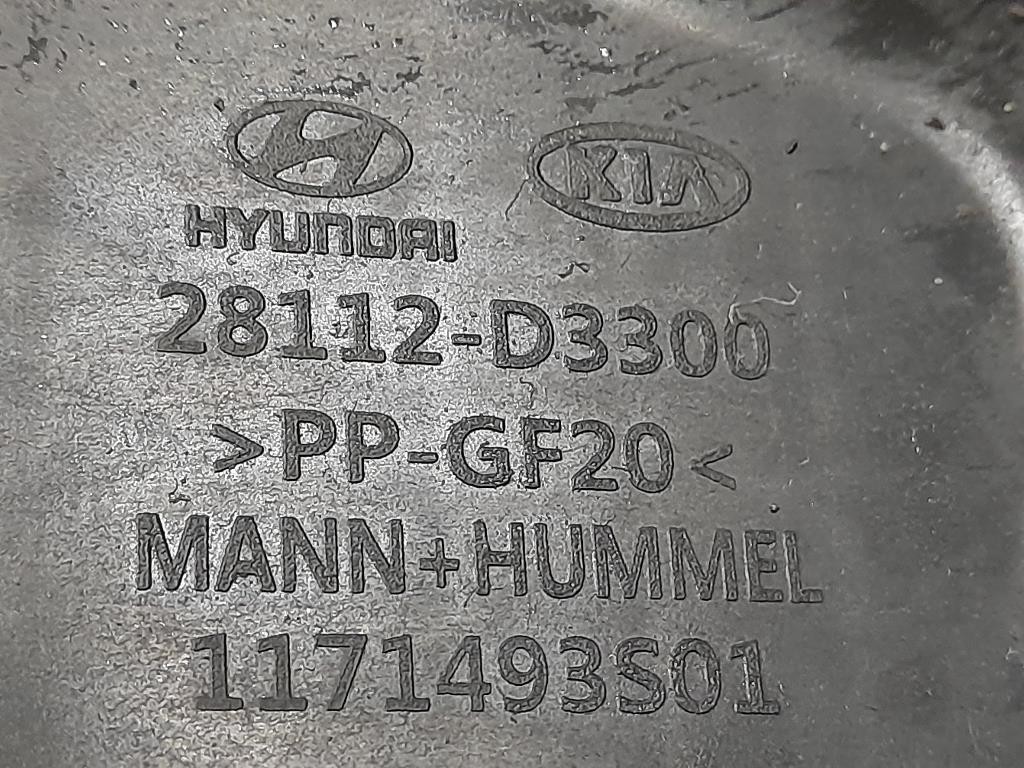 HYUNDAI KIA
28112-D3300
>PP-GF20<
MANN+HUMMEL
1171493S01